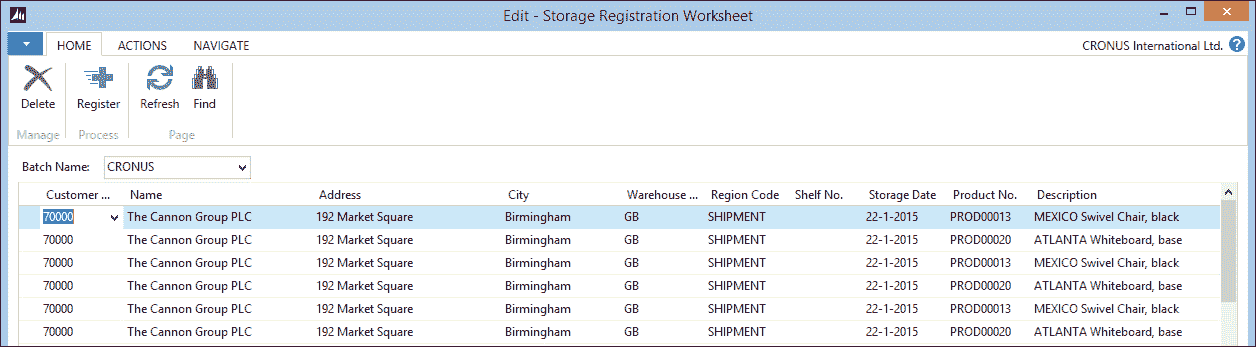 Edit - Storage Registration Worksheet
HOME ACTIONS NAVIGATE CRONUS International Ltd.
Delete Register Refresh Find
Manage Process Page
Batch Name: CRONUS
Customer ... Name Address City Warehouse ... Region Code Shelf No. Storage Date Product No. Description
70000 The Cannon Group PLC 192 Market Square Birmingham GB SHIPMENT 22-1-2015 PROD00013 MEXICO Swivel Chair, black
70000 The Cannon Group PLC 192 Market Square Birmingham GB SHIPMENT 22-1-2015 PROD00020 ATLANTA Whiteboard, base
70000 The Cannon Group PLC 192 Market Square Birmingham GB SHIPMENT 22-1-2015 PROD00013 MEXICO Swivel Chair, black
70000 The Cannon Group PLC 192 Market Square Birmingham GB SHIPMENT 22-1-2015 PROD00020 ATLANTA Whiteboard, base
70000 The Cannon Group PLC 192 Market Square Birmingham GB SHIPMENT 22-1-2015 PROD00013 MEXICO Swivel Chair, black
70000 The Cannon Group PLC 192 Market Square Birmingham GB SHIPMENT 22-1-2015 PROD00020 ATLANTA Whiteboard, base